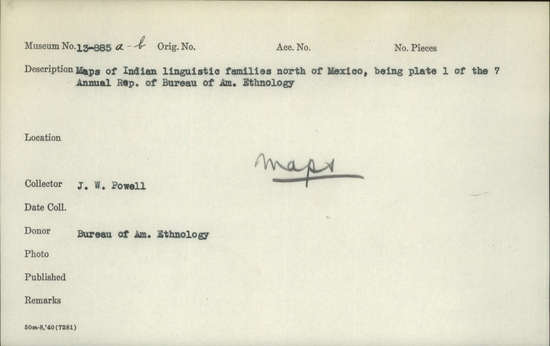 Museum No. 13-885 a-b Orig. No. Acc. No. No. Pieces
Description Maps of Indian linguistic families north of Mexico, being plate 1 of the 7
Annual Rep. of Bureau of Am. Ethnology
Location
Maps
Collector J. W. Powell
Date Coll.
Donor Bureau of Am. Ethnology
Photo
Published
Remarks
50m-8,'40(7281)